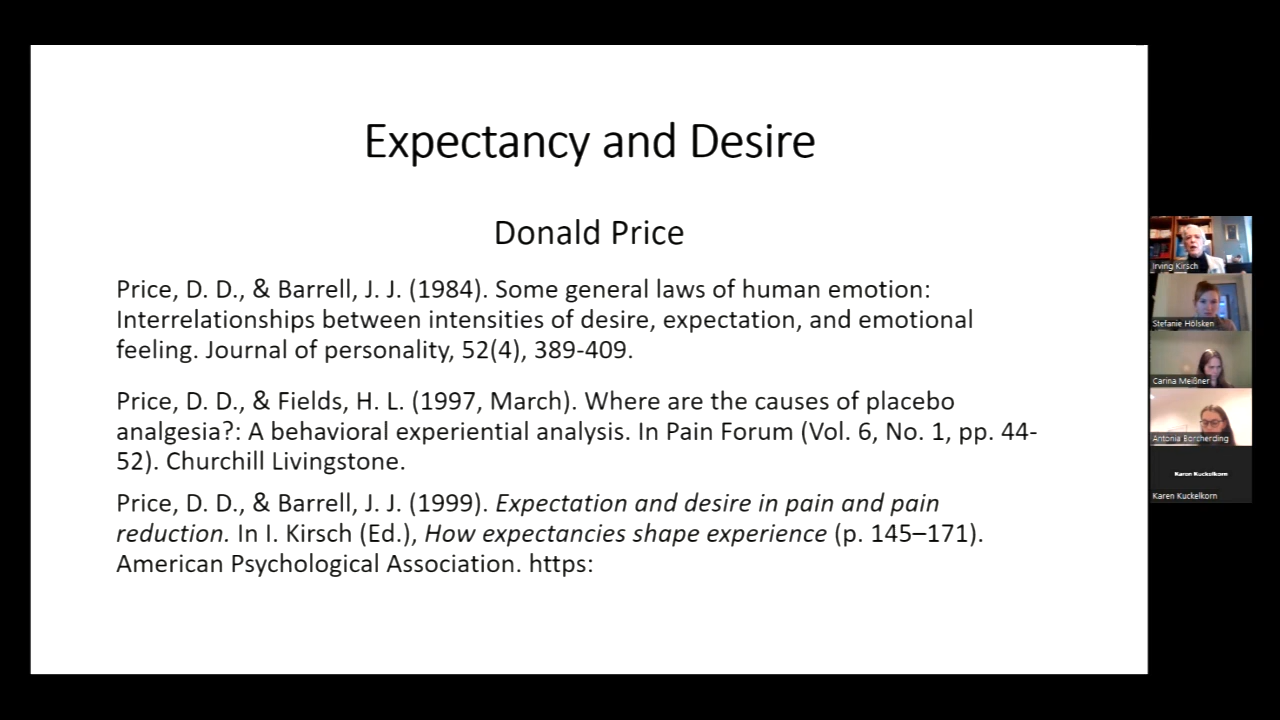 Expectancy and Desire
Donald Price
Price, D. D., & Barrell, J. J. (1984). Some general laws of human emotion:
Interrelationships between intensities of desire, expectation, and emotional
feeling. Journal of personality, 52(4), 389-409.
Price, D. D., & Fields, H. L. (1997, March). Where are the causes of placebo
analgesia?: A behavioral experiential analysis. In Pain Forum (Vol. 6, No. 1, pp. 44-
52). Churchill Livingstone.
Price, D. D., & Barrell, J. J. (1999). Expectation and desire in pain and pain
reduction. In I. Kirsch (Ed.), How expectancies shape experience (p. 145–171).
American Psychological Association. https:
Irving Kirsch
Stefanie Hölsken
Carina Meißner
Antonia Borcherding
Karen Kuckelkorn
Karen Kuckelkorn